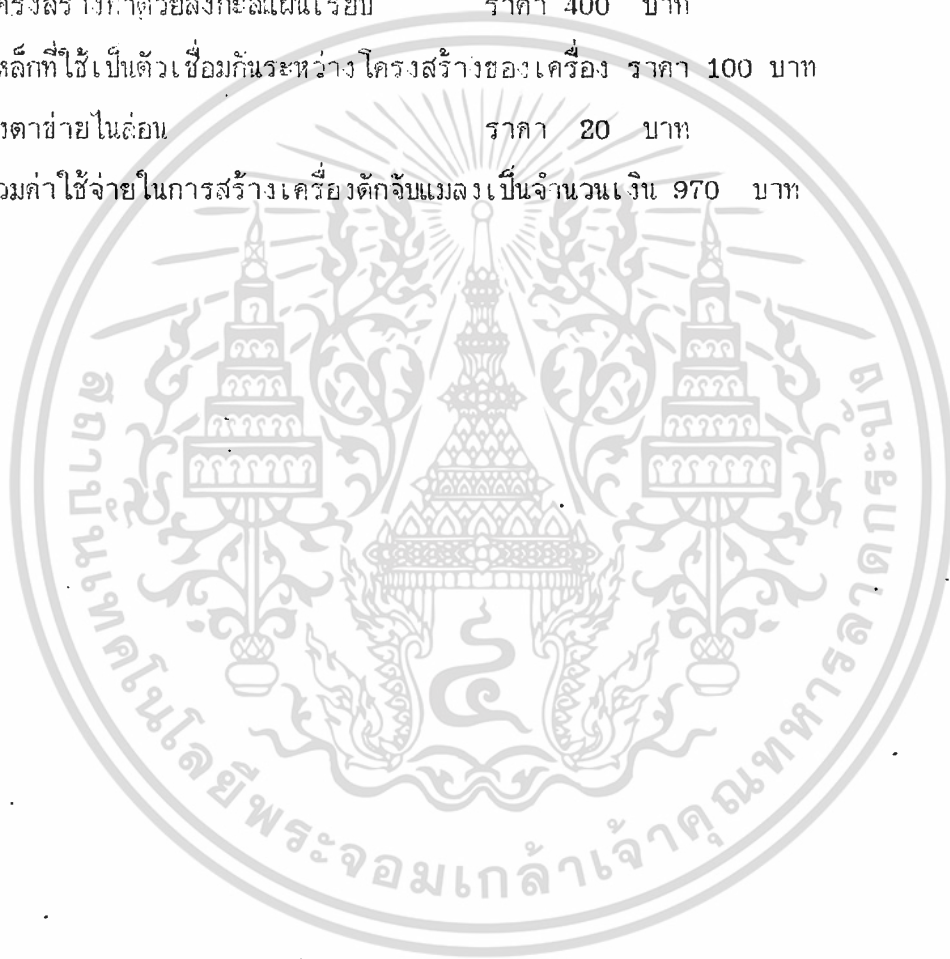 โครงสร้างทำด้วยสังกะสีแผ่นเรียบ ราคา 400 บาท
เหล็กที่ใช้เป็นตัวเชื่อมกันระหว่างโครงสร้างของเครื่อง ราคา 100 บาท
ตาข่ายไนล่อน ราคา 20 บาท
รวมค่าใช้จ่ายในการสร้างเครื่องดักจับแมลงเป็นจำนวนเงิน 970 บาท
สถาบันเทคโนโลยีพระจอมเกล้าเจ้าคุณทหารลาดกระบัง